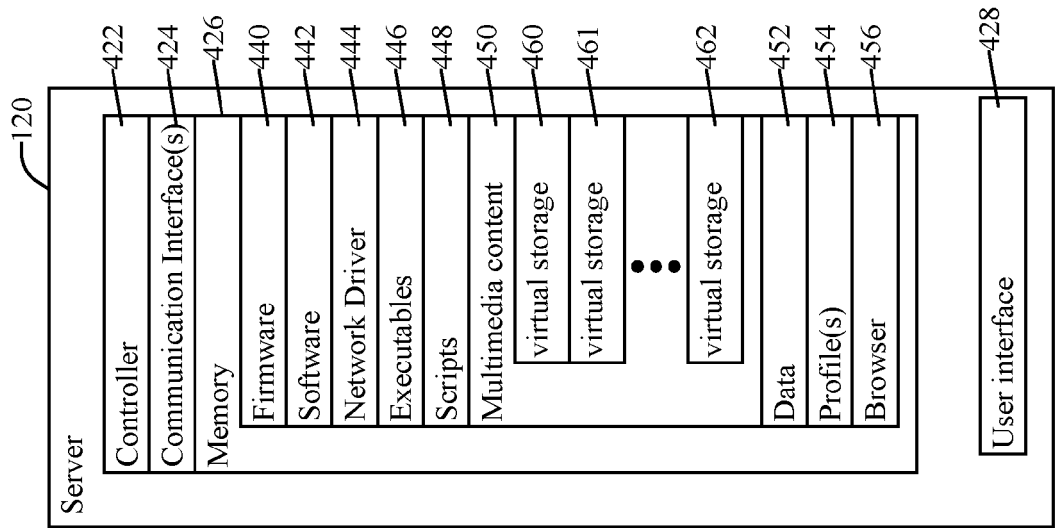 120
Server
Controller 422
Communication Interface(s) 424
Memory 426
Firmware 440
Software 442
Network Driver 444
Executables 446
Scripts 448
Multimedia content 450
virtual storage 460
virtual storage 461
virtual storage 462
Data 452
Profile(s) 454
Browser 456
User interface 428